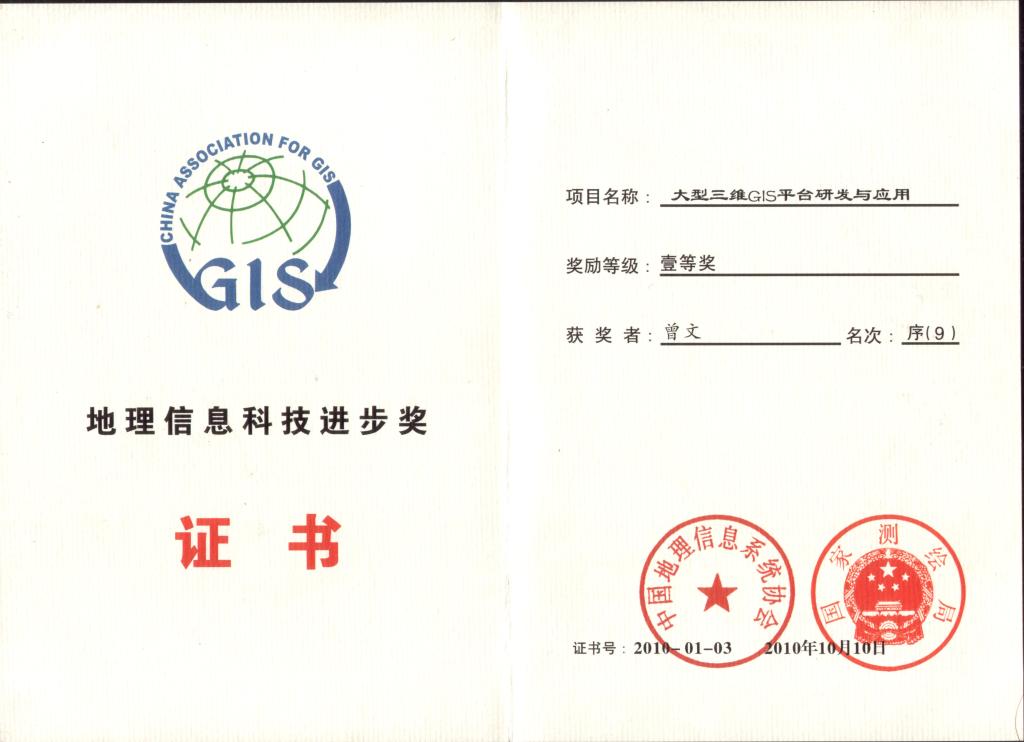 CHINA ASSOCIATION FOR GIS
GIS
地理信息科技进步奖
证 书
项目名称： 大型三维GIS平台研发与应用
奖励等级： 壹等奖
获 奖 者： 曾文 名次： 序(9)
中国地理信息系统协会
国家测绘局
证书号： 2010-01-03 2010年10月10日